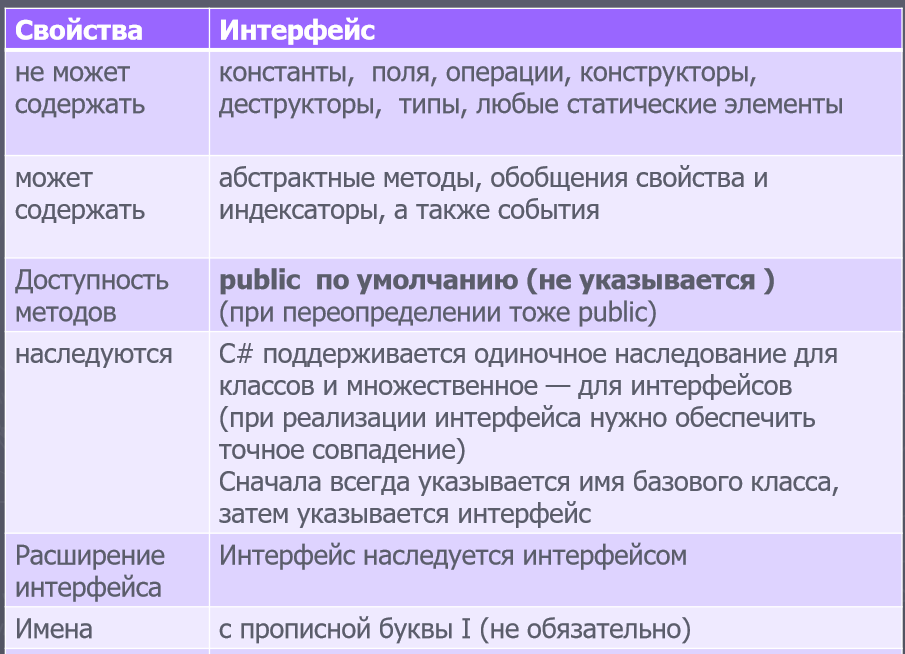 Свойства
Интерфейс
не может
содержать
константы, поля, операции, конструкторы,
деструкторы, типы, любые статические элементы
может
содержать
абстрактные методы, обобщения свойства и
индексаторы, а также события
Доступность
методов
public по умолчанию (не указывается )
(при переопределении тоже public)
наследуются
C# поддерживается одиночное наследование для
классов и множественное — для интерфейсов
(при реализации интерфейса нужно обеспечить
точное совпадение)
Сначала всегда указывается имя базового класса,
затем указывается интерфейс
Расширение
интерфейса
Интерфейс наследуется интерфейсом
Имена
с прописной буквы I (не обязательно)